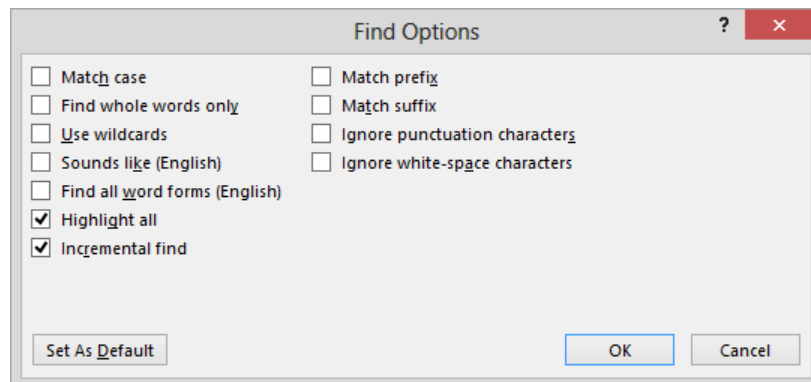 Find Options
?
Match case
Find whole words only
Use wildcards
Sounds like (English)
Find all word forms (English)
Highlight all
Incremental find
Match prefix
Match suffix
Ignore punctuation characters
Ignore white-space characters
Set As Default
OK
Cancel